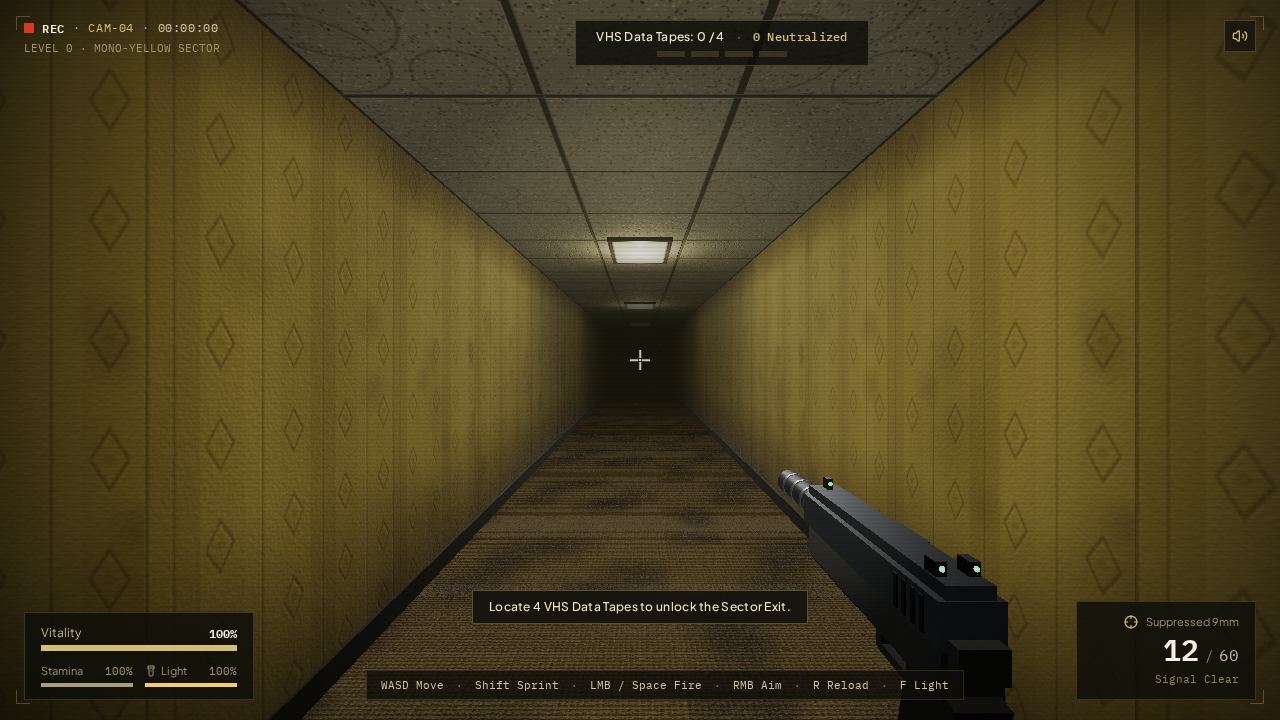 REC · CAM-04 · 00:00:00
LEVEL 0 · MONO-YELLOW SECTOR
VHS Data Tapes: 0 / 4 · 0 Neutralized
Locate 4 VHS Data Tapes to unlock the Sector Exit.
Vitality 100%
Stamina 100% Light 100%
WASD Move · Shift Sprint · LMB / Space Fire · RMB Aim · R Reload · F Light
Suppressed 9mm
12 / 60
Signal Clear